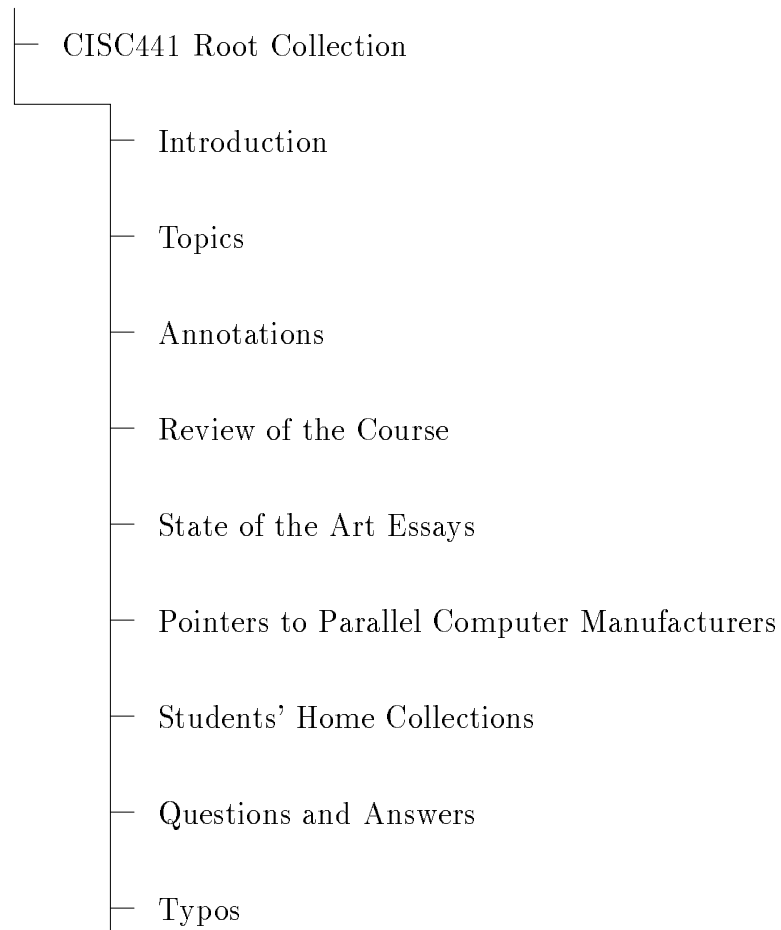 CISC441 Root Collection
Introduction
Topics
Annotations
Review of the Course
State of the Art Essays
Pointers to Parallel Computer Manufacturers
Students' Home Collections
Questions and Answers
Typos